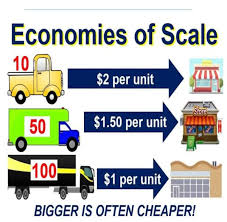 Economies of Scale
10
$2 per unit
50
$1.50 per unit
100
$1 per unit
BIGGER IS OFTEN CHEAPER!